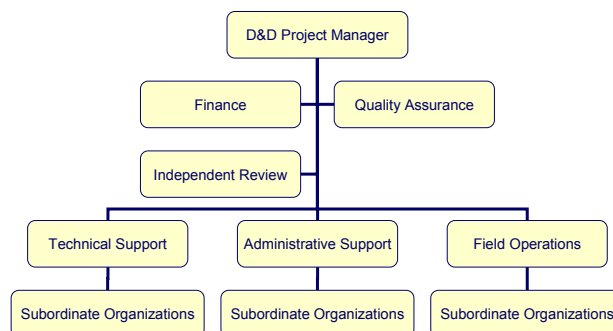 D&D Project Manager
Finance
Quality Assurance
Independent Review
Technical Support
Administrative Support
Field Operations
Subordinate Organizations
Subordinate Organizations
Subordinate Organizations